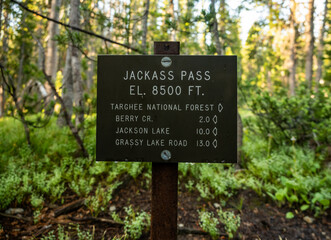 JACKASS PASS
EL. 8500 FT.
TARGHEE NATIONAL FOREST ◊
BERRY CR. 2.0 ◊
JACKSON LAKE 10.0 ◊
GRASSY LAKE ROAD 13.0 ◊